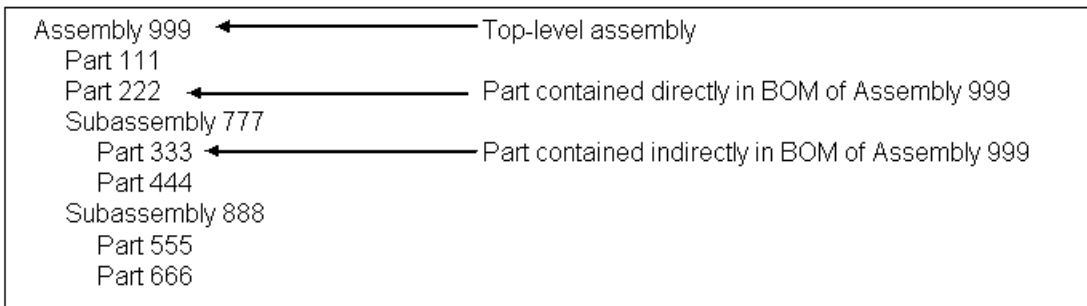 Assembly 999 Top-level assembly
Part 111
Part 222 Part contained directly in BOM of Assembly 999
Subassembly 777
Part 333 Part contained indirectly in BOM of Assembly 999
Part 444
Subassembly 888
Part 555
Part 666